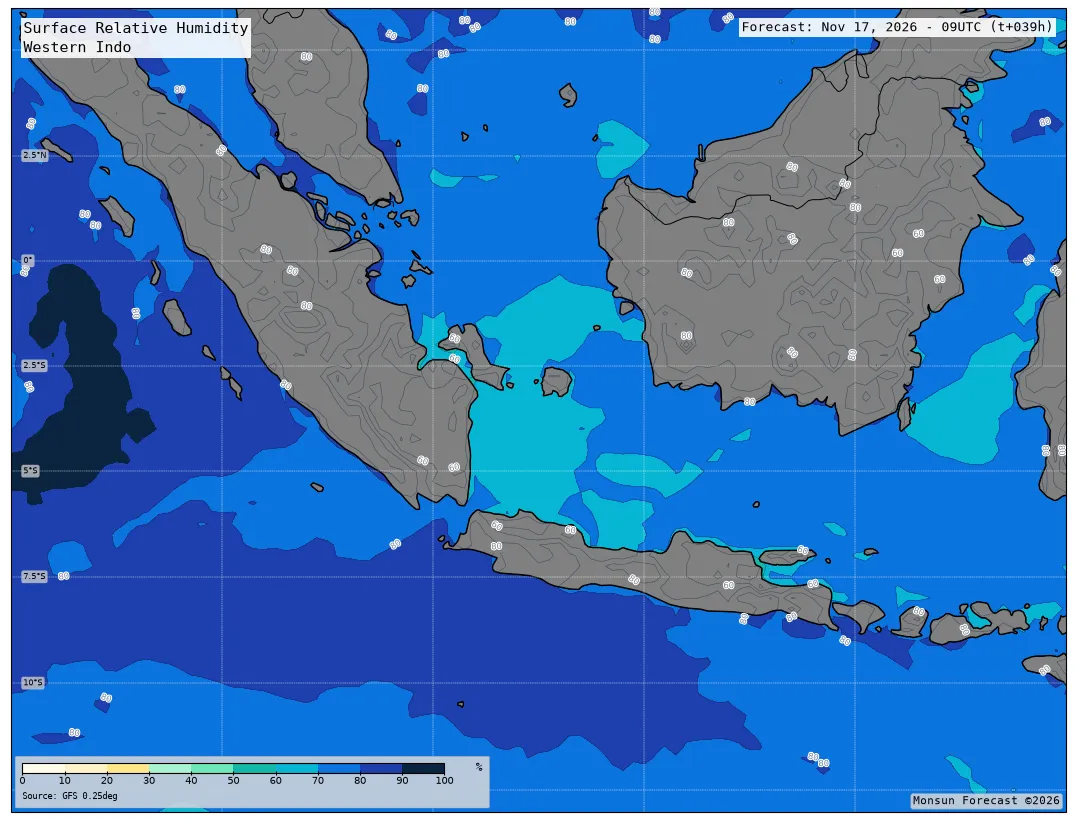 Surface Relative Humidity
Western Indo
Forecast: Nov 17, 2026 - 09UTC (t+039h)
2.5°N
0°
2.5°S
5°S
7.5°S
10°S
0 10 20 30 40 50 60 70 80 90 100 %
Source: GFS 0.25deg
Monsun Forecast ©2026